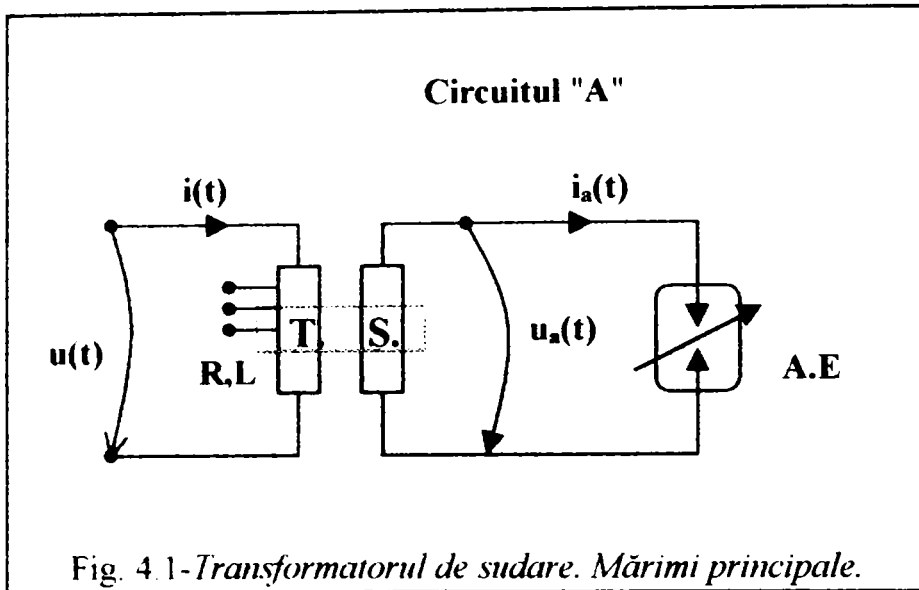 Circuitul "A"
i(t)
iₐ(t)
u(t)
R,L
T.
S.
uₐ(t)
A.E
Fig. 4.1-Transformatorul de sudare. Mărimi principale.